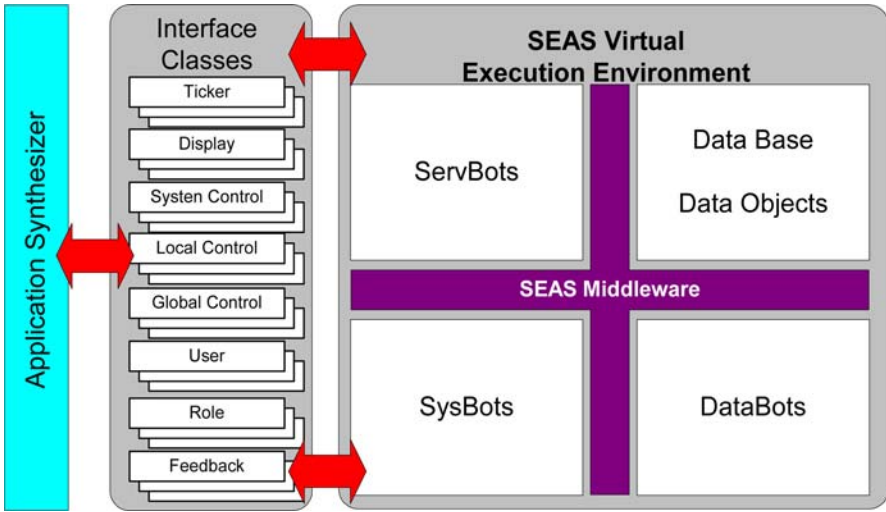 Application Synthesizer
Interface
Classes
Ticker
Display
Systen Control
Local Control
Global Control
User
Role
Feedback
SEAS Virtual
Execution Environment
ServBots
Data Base
Data Objects
SEAS Middleware
SysBots
DataBots